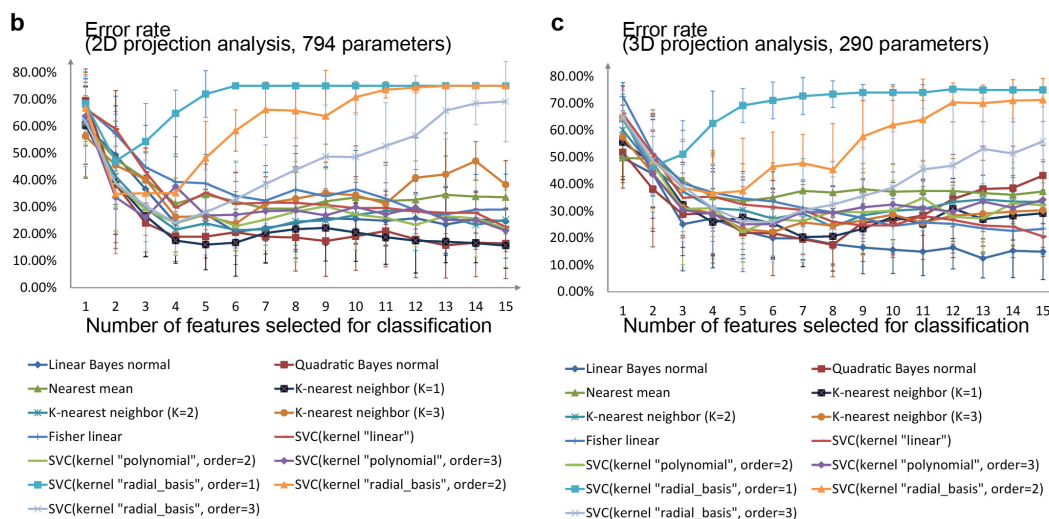 b
Error rate
(2D projection analysis, 794 parameters)
80.00%
70.00%
60.00%
50.00%
40.00%
30.00%
20.00%
10.00%
0.00%
1 2 3 4 5 6 7 8 9 10 11 12 13 14 15
Number of features selected for classification
Linear Bayes normal
Quadratic Bayes normal
Nearest mean
K-nearest neighbor (K=1)
K-nearest neighbor (K=2)
K-nearest neighbor (K=3)
Fisher linear
SVC(kernel "linear")
SVC(kernel "polynomial", order=2)
SVC(kernel "polynomial", order=3)
SVC(kernel "radial_basis", order=1)
SVC(kernel "radial_basis", order=2)
SVC(kernel "radial_basis", order=3)
c
Error rate
(3D projection analysis, 290 parameters)
80.00%
70.00%
60.00%
50.00%
40.00%
30.00%
20.00%
10.00%
0.00%
1 2 3 4 5 6 7 8 9 10 11 12 13 14 15
Number of features selected for classification
Linear Bayes normal
Quadratic Bayes normal
Nearest mean
K-nearest neighbor (K=1)
K-nearest neighbor (K=2)
K-nearest neighbor (K=3)
Fisher linear
SVC(kernel "linear")
SVC(kernel "polynomial", order=2)
SVC(kernel "polynomial", order=3)
SVC(kernel "radial_basis", order=1)
SVC(kernel "radial_basis", order=2)
SVC(kernel "radial_basis", order=3)